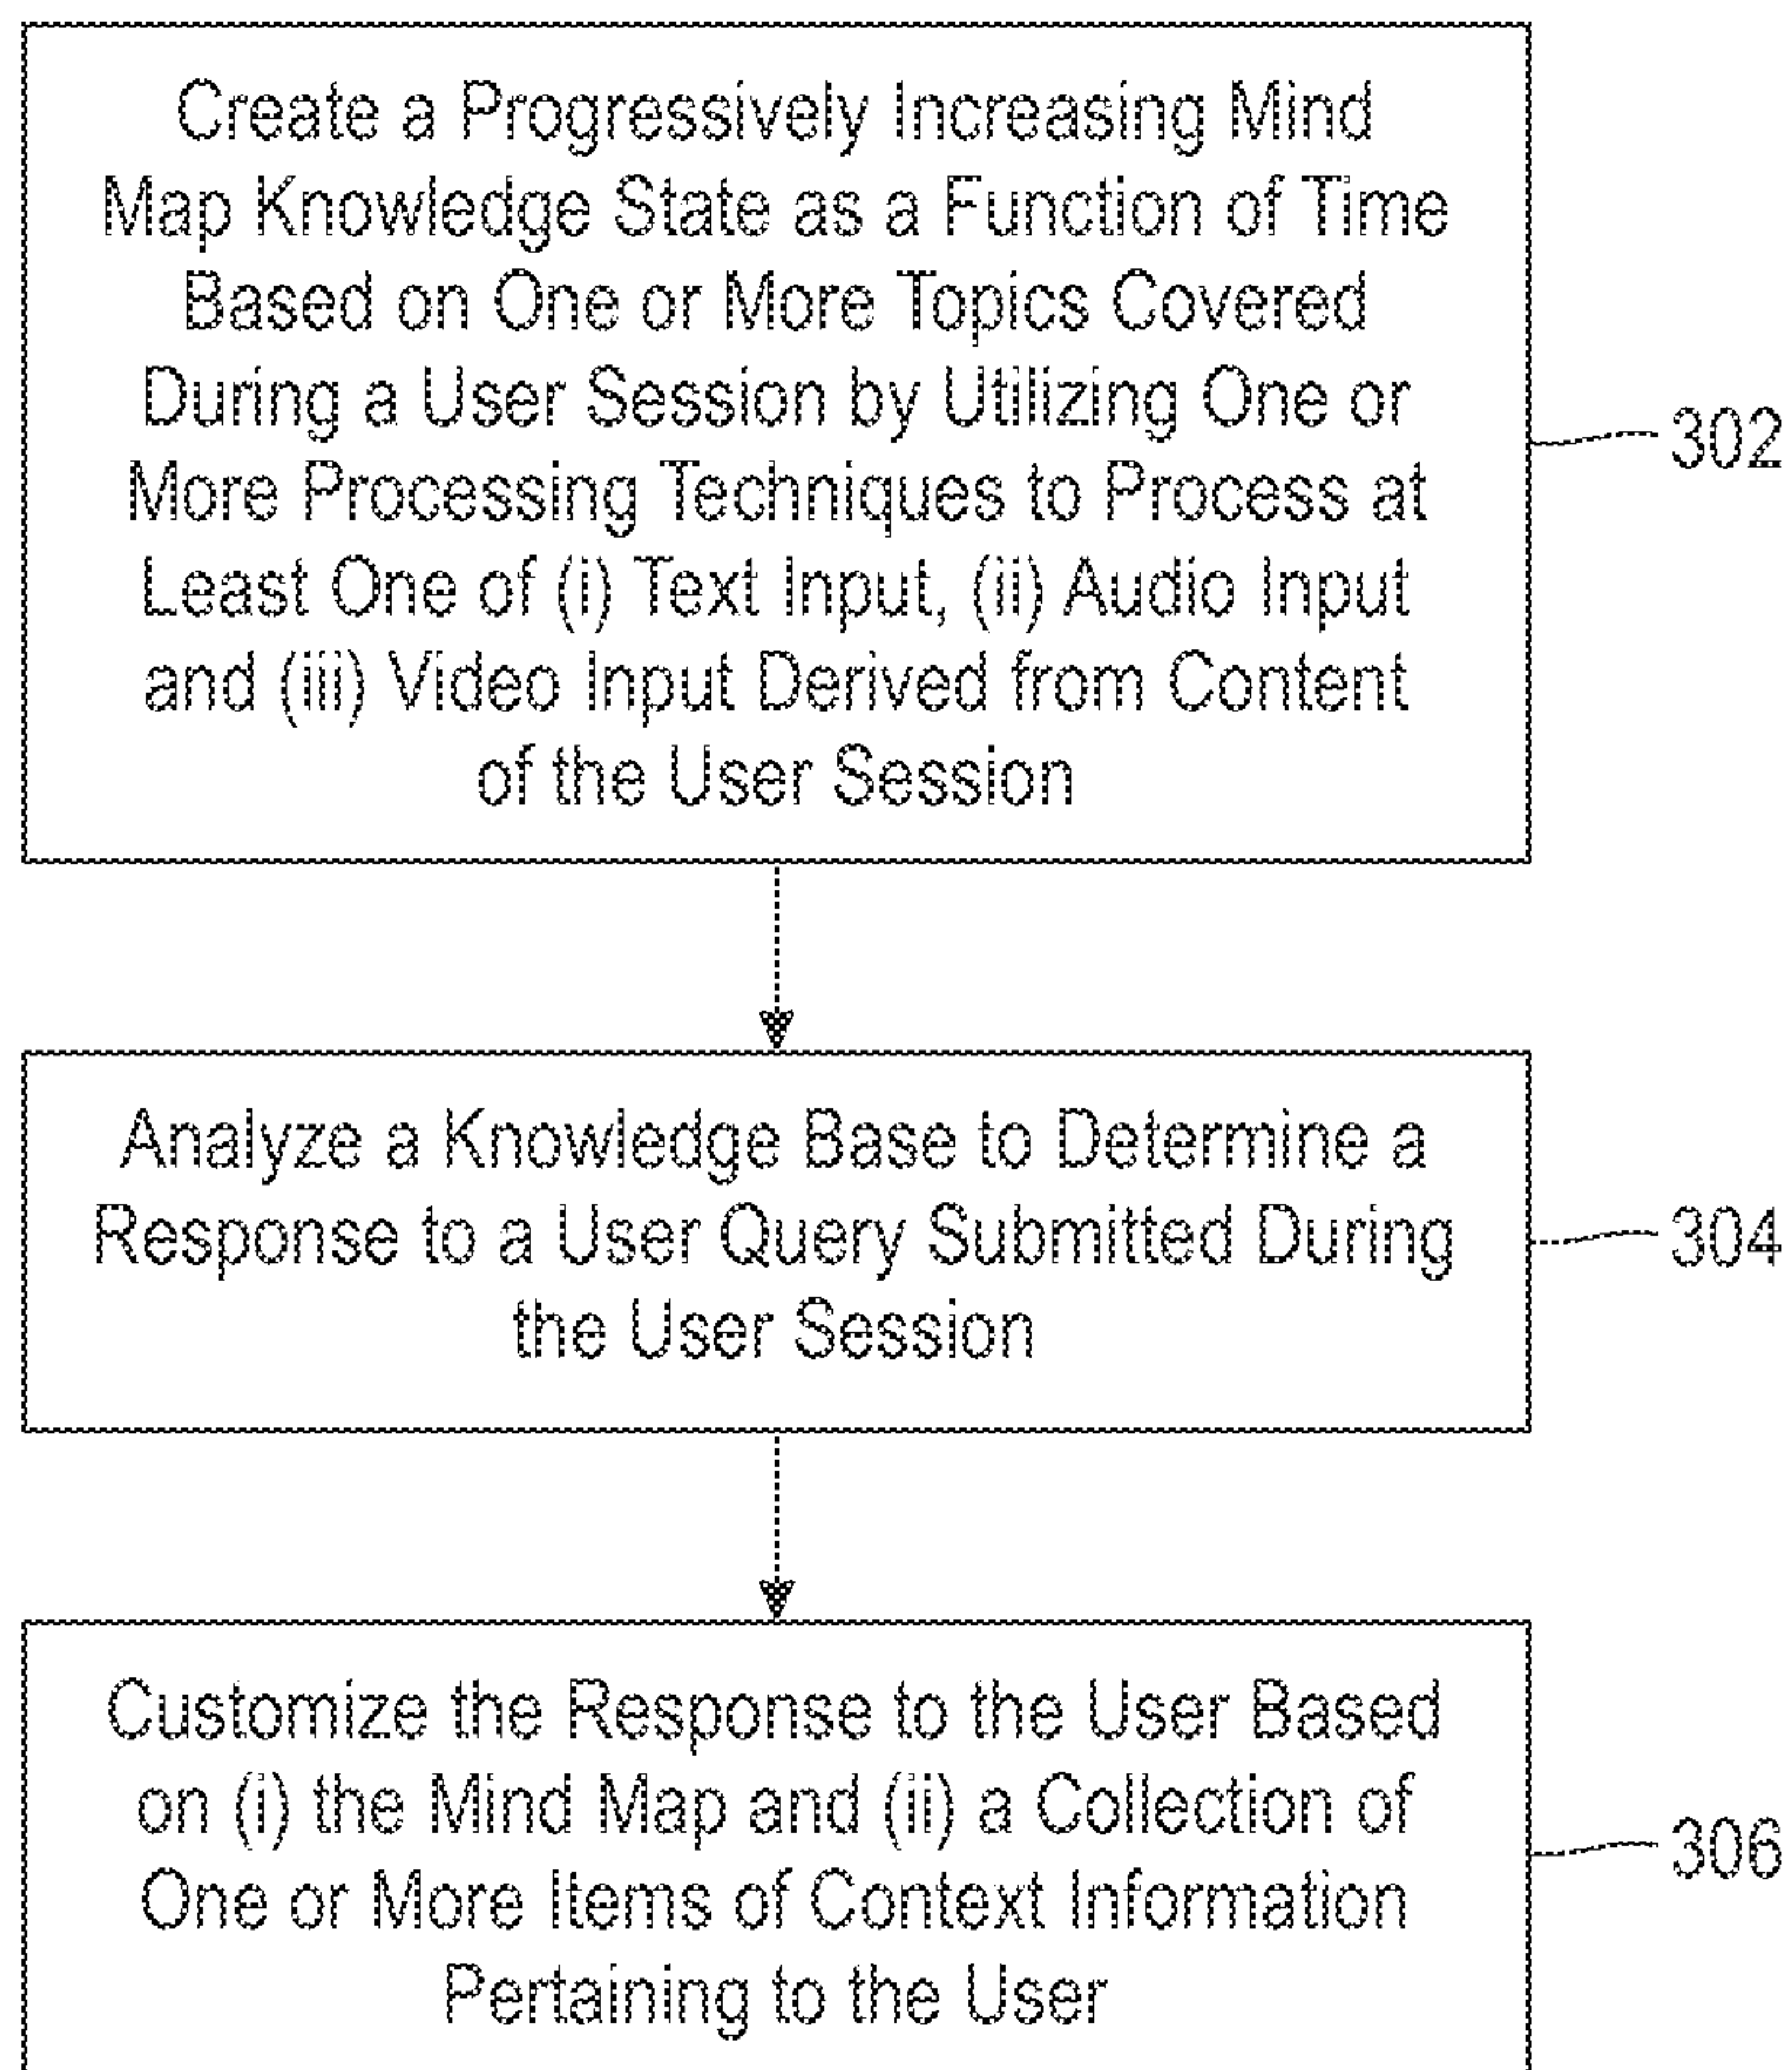 Create a Progressively Increasing Mind
Map Knowledge State as a Function of Time
Based on One or More Topics Covered
During a User Session by Utilizing One or
More Processing Techniques to Process at
Least One of (i) Text Input, (ii) Audio Input
and (iii) Video Input Derived from Content
of the User Session
302
Analyze a Knowledge Base to Determine a
Response to a User Query Submitted During
the User Session
304
Customize the Response to the User Based
on (i) the Mind Map and (ii) a Collection of
One or More Items of Context Information
Pertaining to the User
306